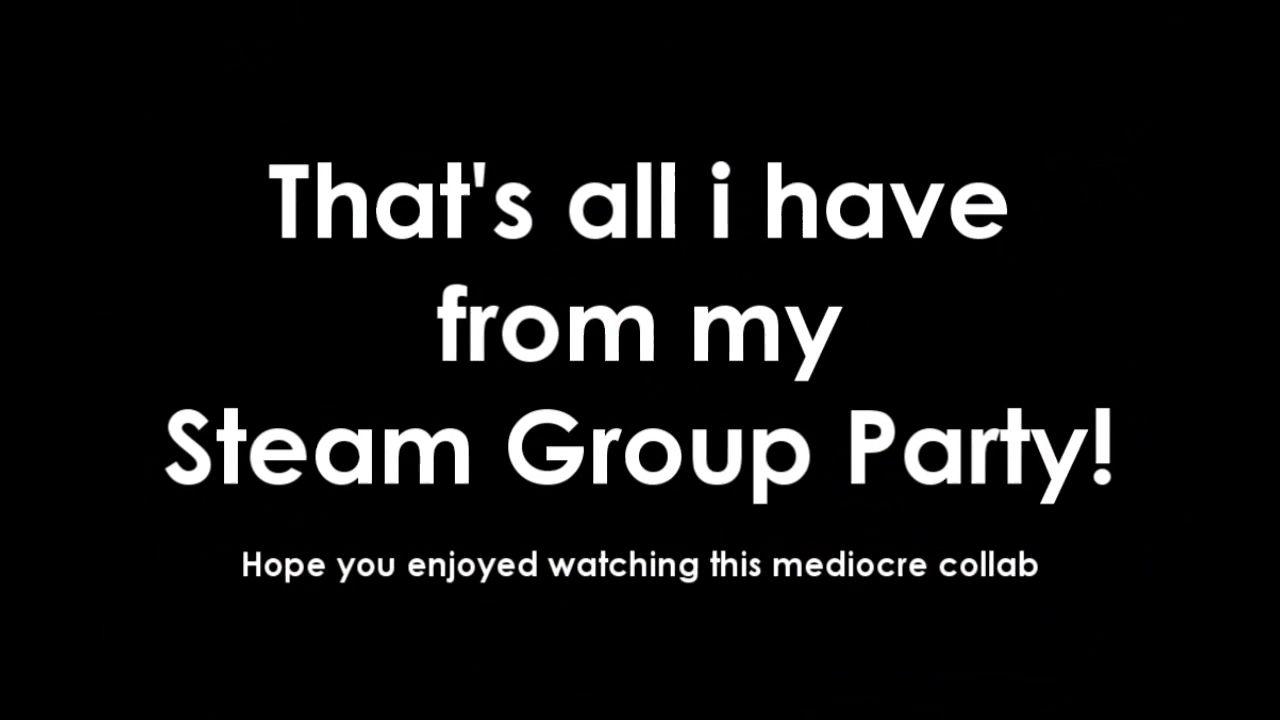 That's all i have
from my
Steam Group Party!
Hope you enjoyed watching this mediocre collab